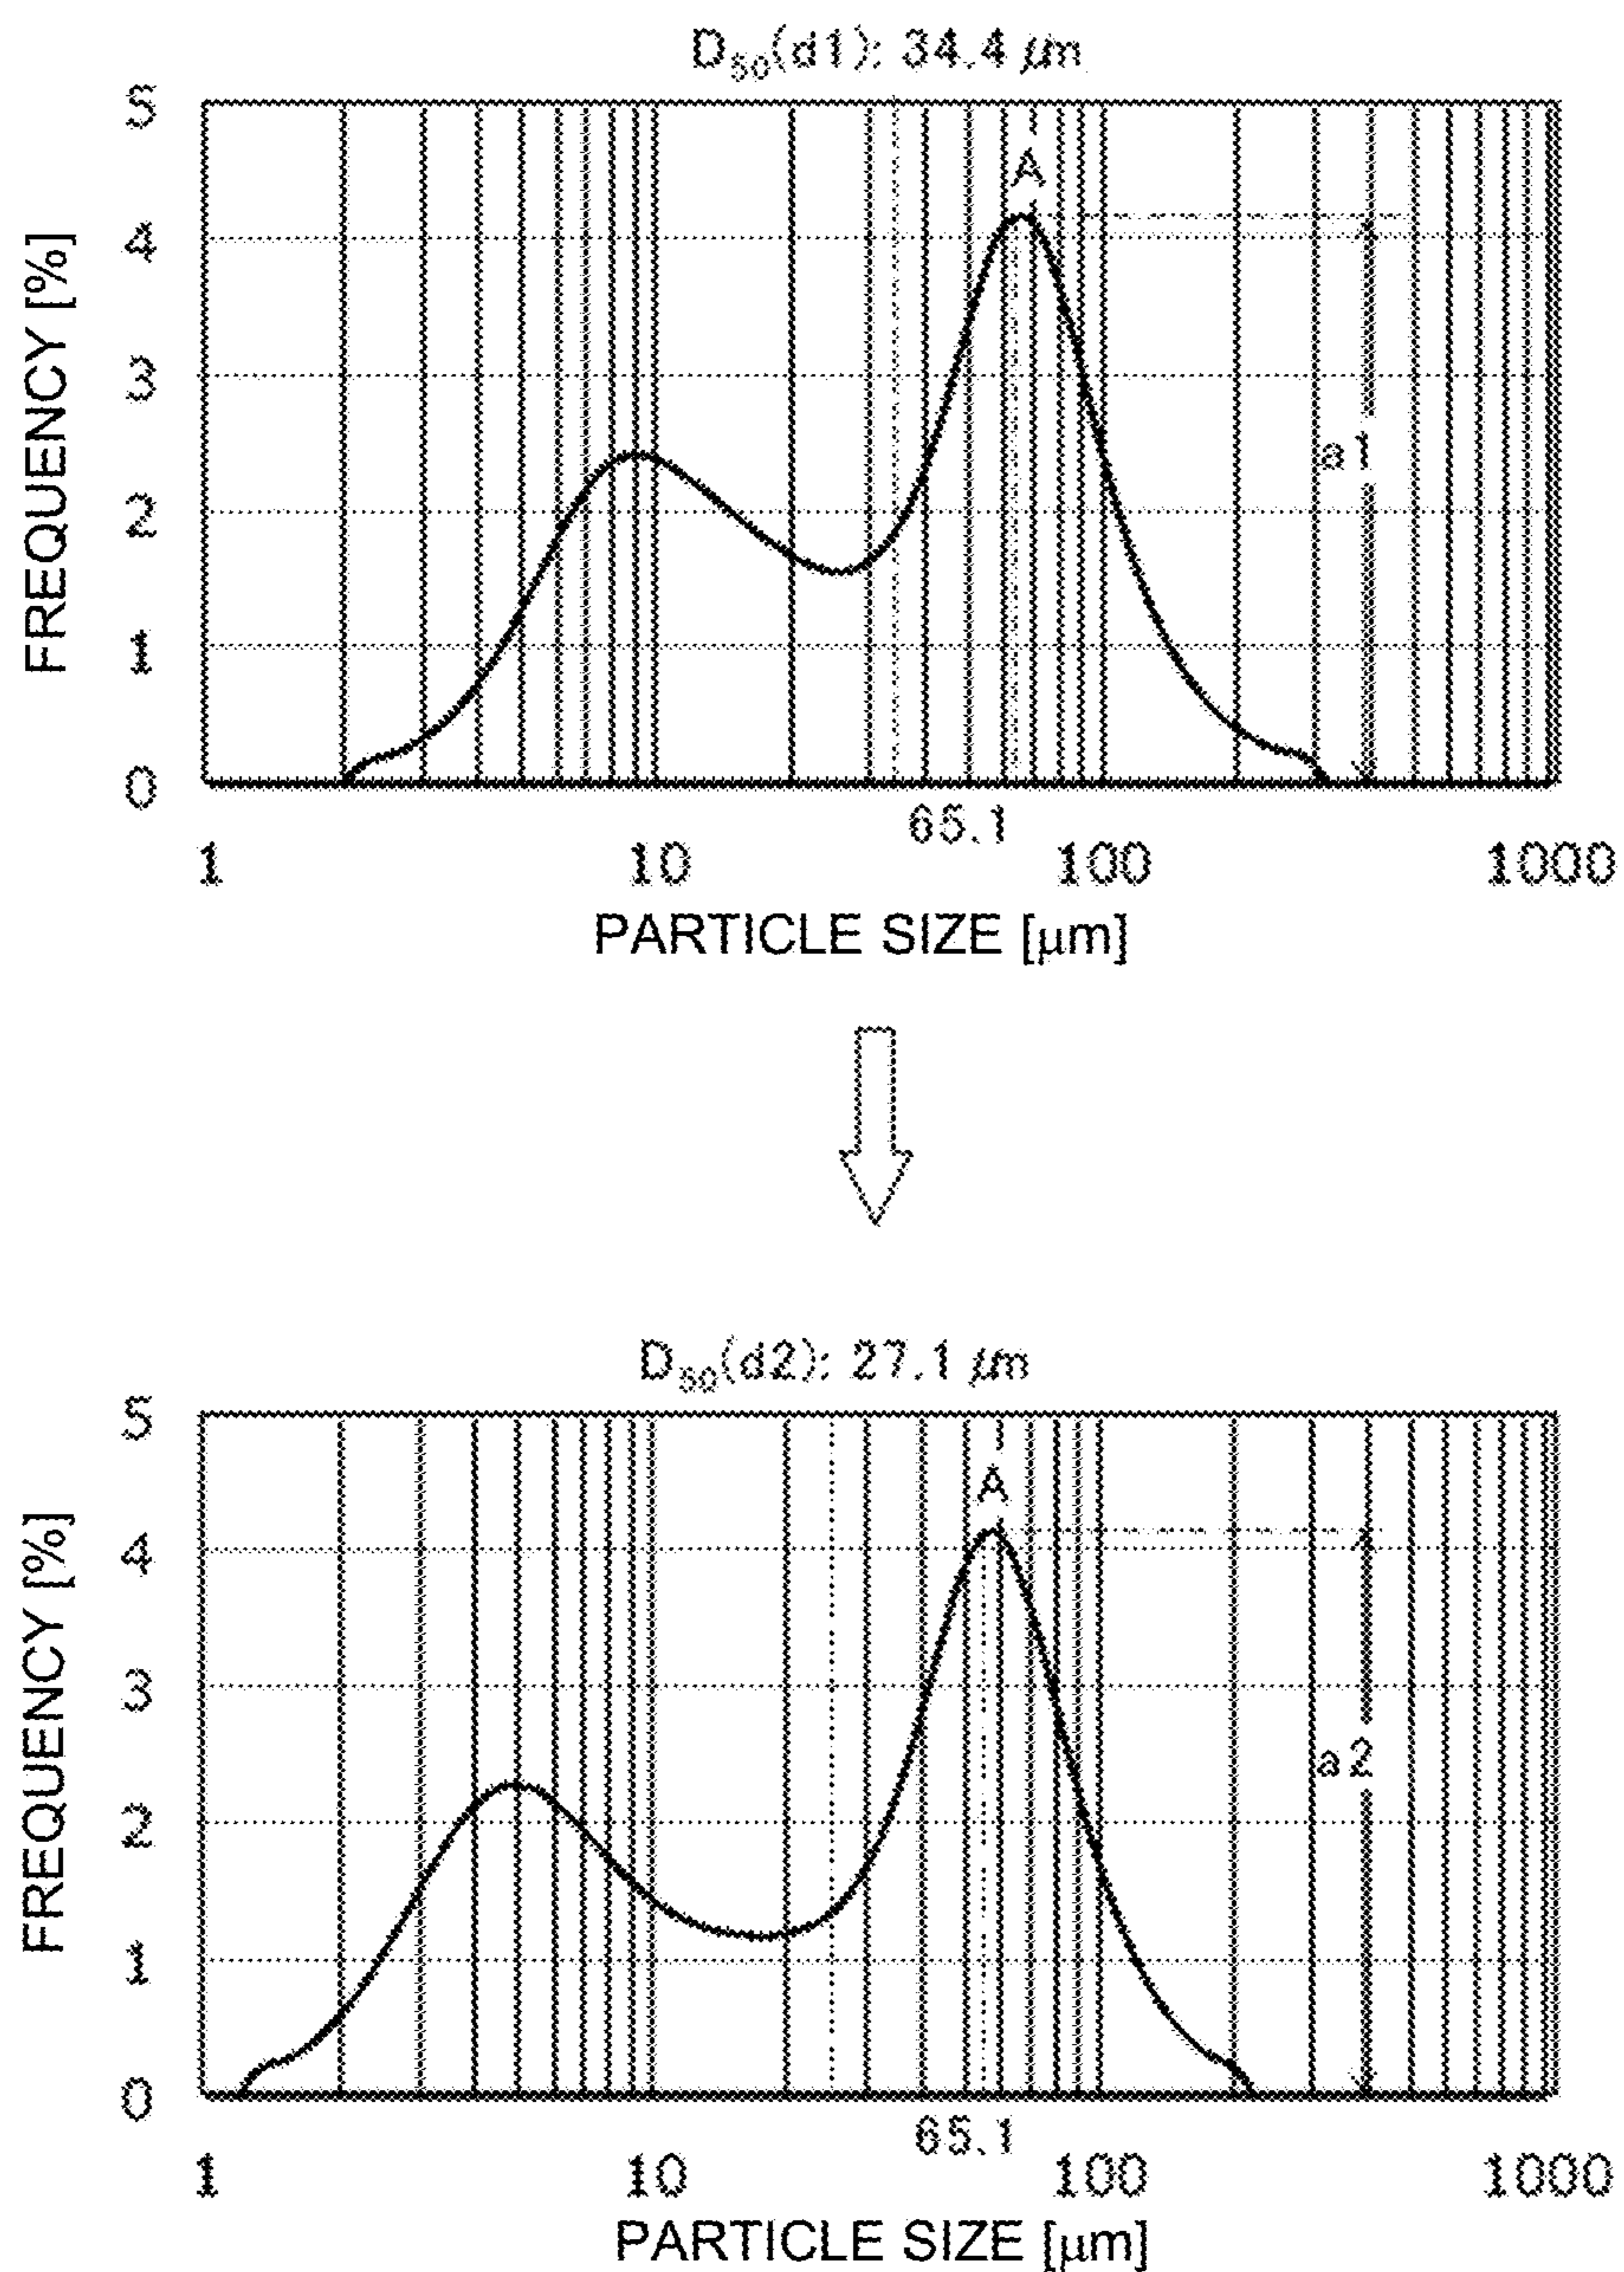 D50(d1): 34.4 μm
FREQUENCY [%]
5
4
3
2
1
0
A
a1
65.1
1 10 100 1000
PARTICLE SIZE [μm]
D50(d2): 27.1 μm
FREQUENCY [%]
5
4
3
2
1
0
A
a2
65.1
1 10 100 1000
PARTICLE SIZE [μm]